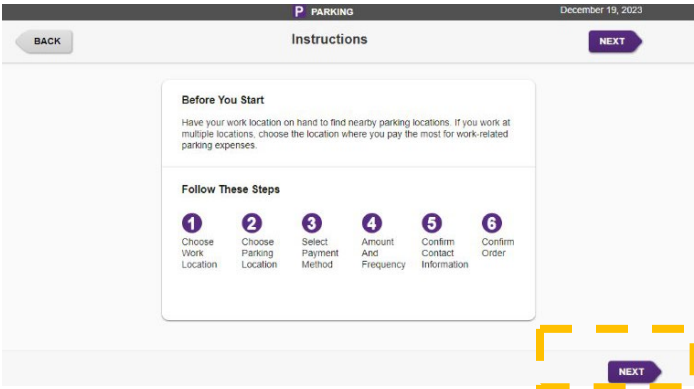 P PARKING December 19, 2023
BACK Instructions NEXT
Before You Start
Have your work location on hand to find nearby parking locations. If you work at
multiple locations, choose the location where you pay the most for work-related
parking expenses.
Follow These Steps
1 2 3 4 5 6
Choose Choose Select Amount Confirm Confirm
Work Parking Payment And Contact Order
Location Location Method Frequency Information
NEXT